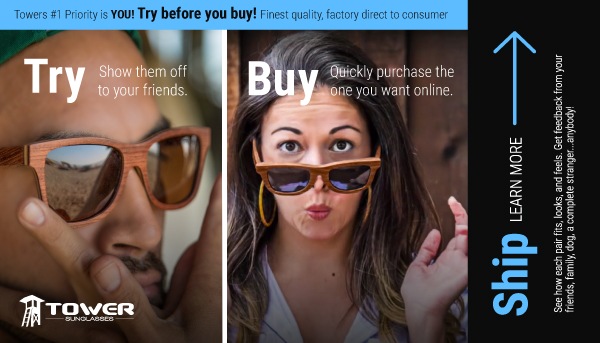 Towers #1 Priority is YOU! Try before you buy! Finest quality, factory direct to consumer
Try
Show them off
to your friends.
Buy
Quickly purchase the
one you want online.
TOWER
SUNGLASSES
Ship
LEARN MORE
See how each pair fits, looks, and feels. Get feedback from your
friends, family, dog, a complete stranger...anybody!